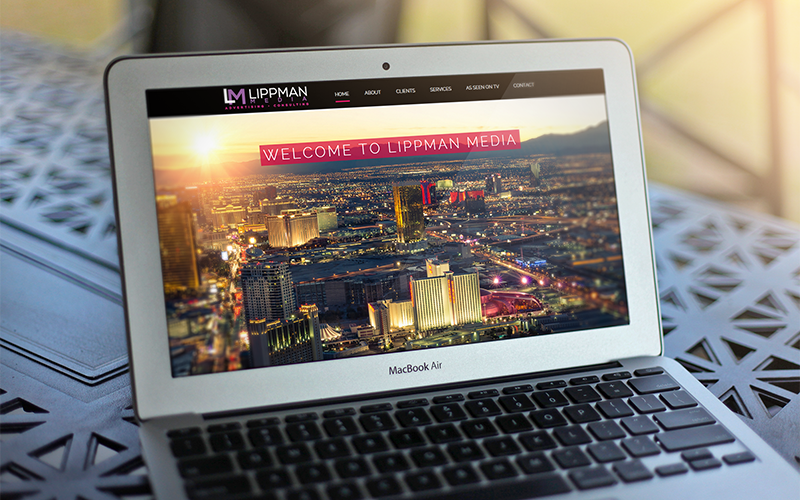 LM LIPPMAN
MEDIA
ADVERTISING • CONSULTING
HOME ABOUT CLIENTS SERVICES AS SEEN ON TV CONTACT
WELCOME TO LIPPMAN MEDIA
MacBook Air